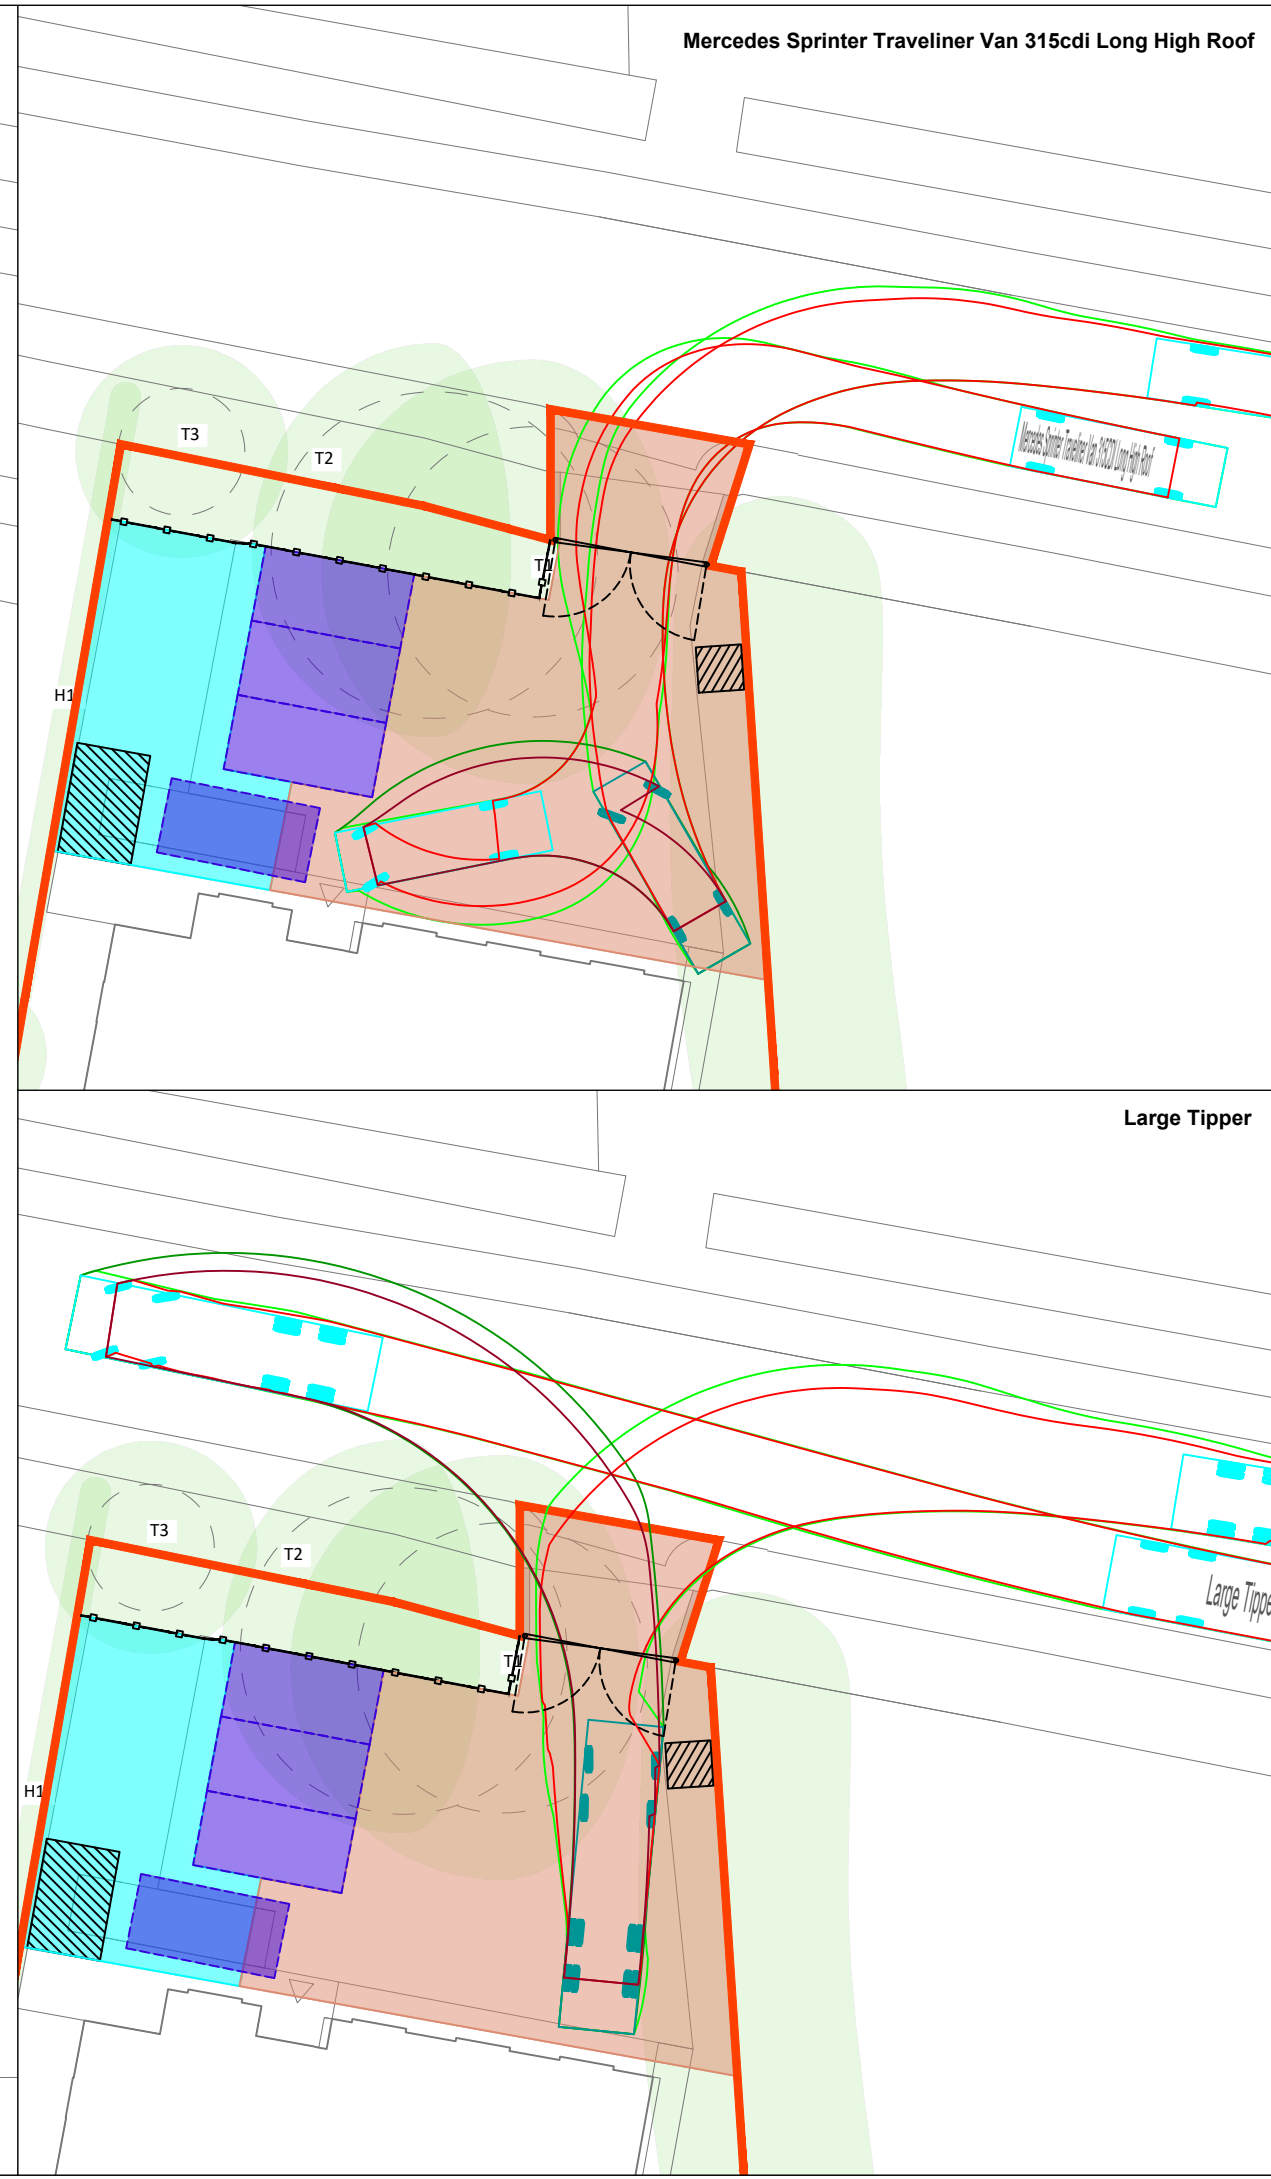 Mercedes Sprinter Traveliner Van 315cdi Long High Roof
T3
T2
Mercedes Sprinter Traveliner Van 315CDI Long High Roof
T1
H1
Large Tipper
T3
T2
Large Tippe
T1
H1